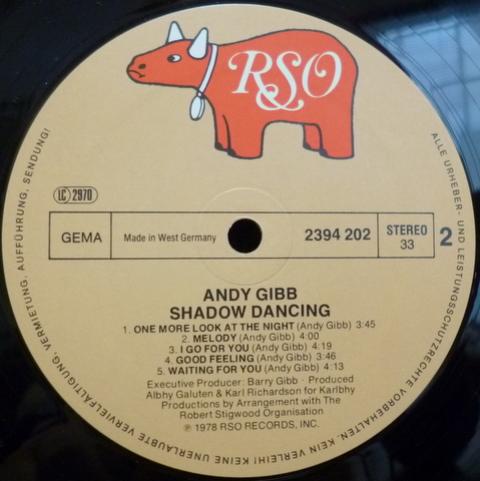 RSO
LC 2970
GEMA
Made in West Germany
2394 202
STEREO
33
2
ANDY GIBB
SHADOW DANCING
1. ONE MORE LOOK AT THE NIGHT (Andy Gibb) 3:45
2. MELODY (Andy Gibb) 4:00
3. I GO FOR YOU (Andy Gibb) 4:19
4. GOOD FEELING (Andy Gibb) 3:46
5. WAITING FOR YOU (Andy Gibb) 4:13
Executive Producer: Barry Gibb · Produced
Albhy Galuten & Karl Richardson for Karlbhy
Productions by Arrangement with The
Robert Stigwood Organisation
℗ 1978 RSO RECORDS, INC.
ALLE URHEBER- UND LEISTUNGSSCHUTZRECHTE VORBEHALTEN. KEIN VERLEIH! KEINE UNERLAUBTE VERVIELFÄLTIGUNG, VERMIETUNG, AUFFÜHRUNG, SENDUNG!